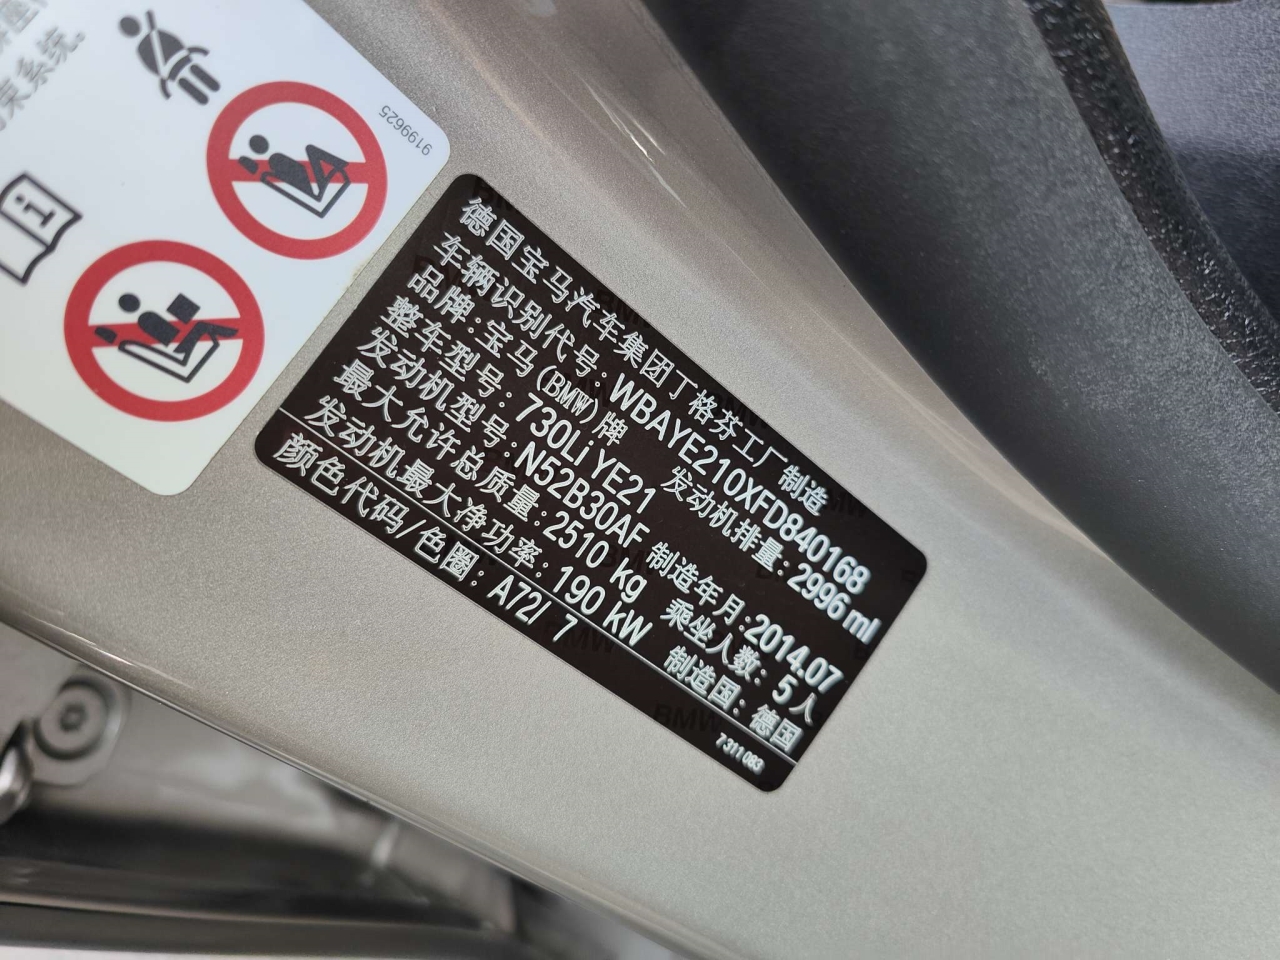 束系统。
9199625
德国宝马汽车集团丁格芬工厂制造
车辆识别代号:WBAYE210XFD840168
品牌:宝马(BMW)牌 发动机排量:2996 ml
整车型号:730Li YE21
发动机型号:N52B30AF 制造年月:2014.07
最大允许总质量:2510 kg 乘坐人数:5人
发动机最大净功率:190 kW 制造国:德国
颜色代码/色圈:A72/ 7
7311083